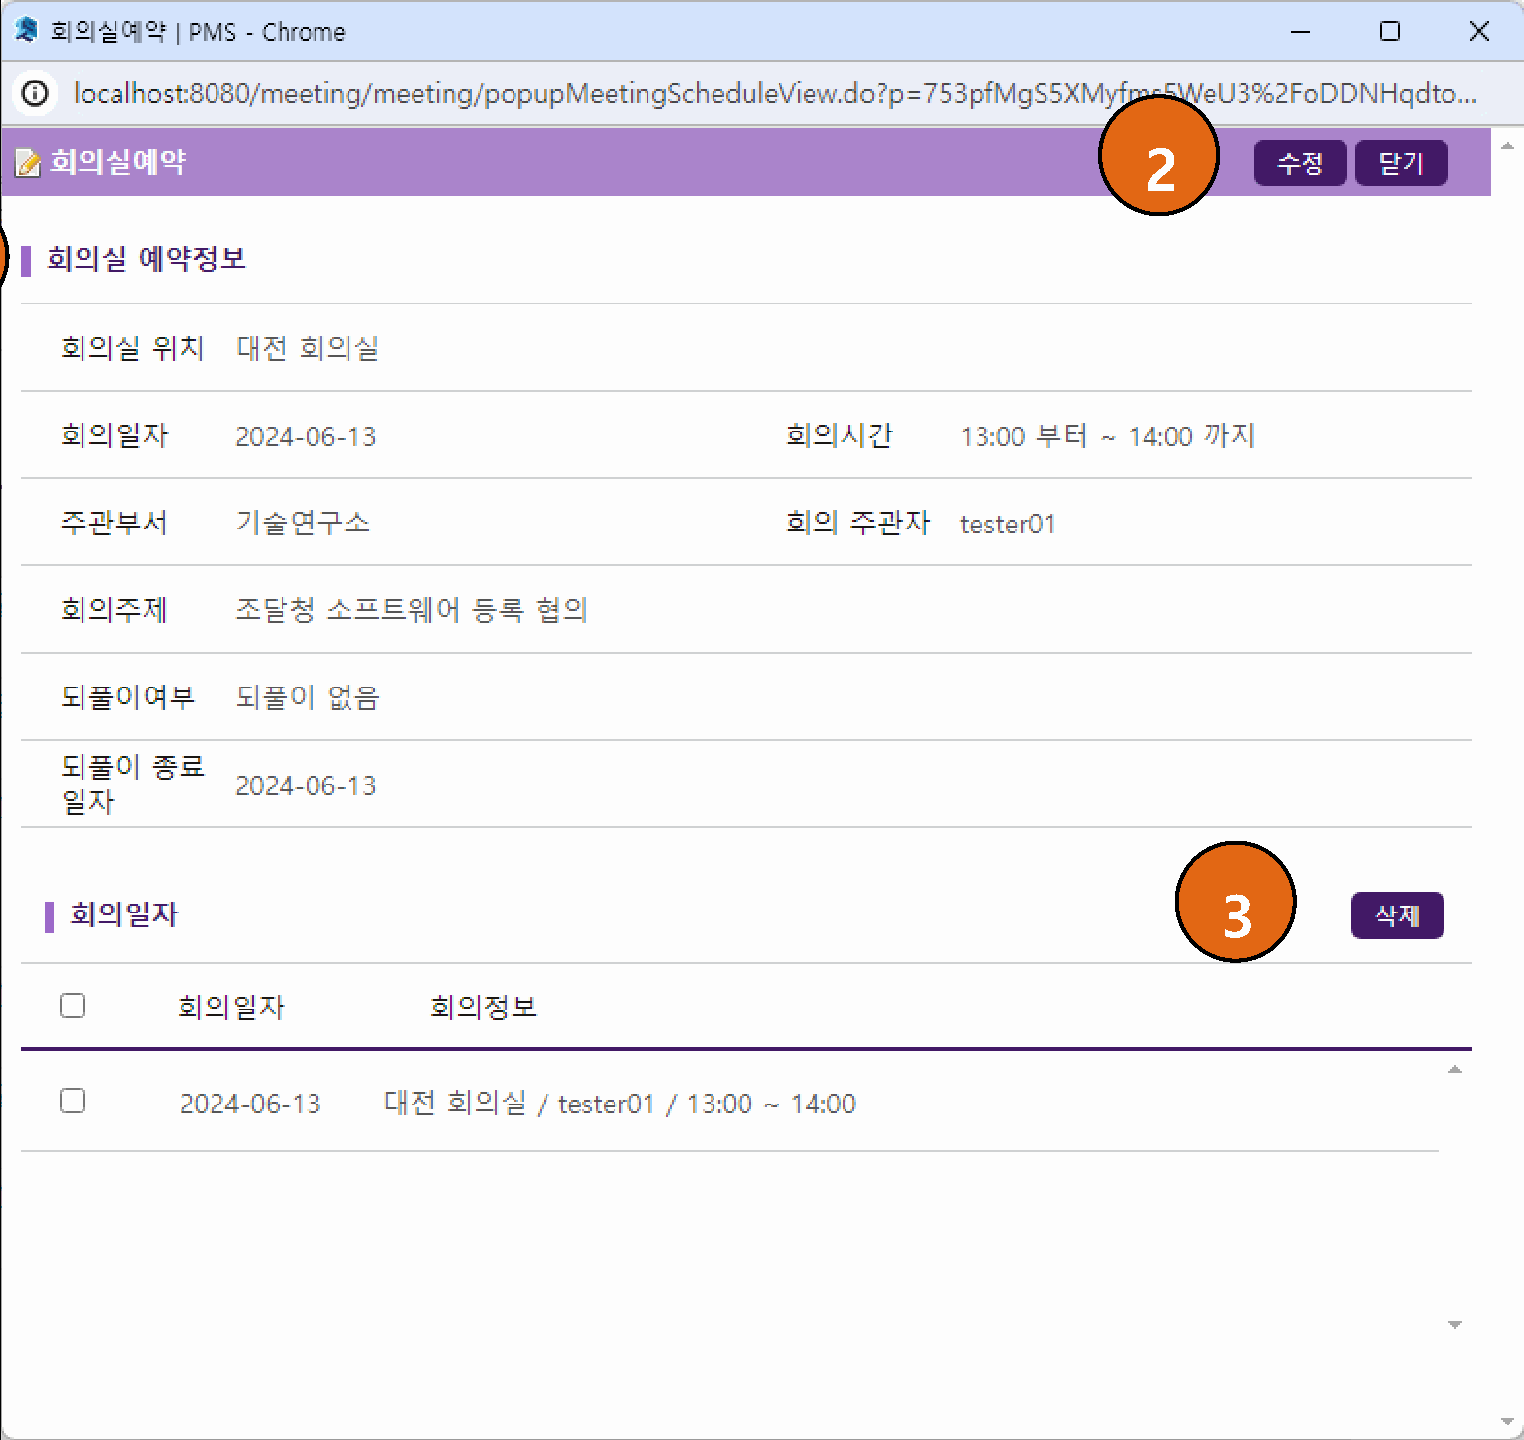 회의실예약 | PMS - Chrome
localhost:8080/meeting/meeting/popupMeetingScheduleView.do?p=753pfMgS5XMyfms5WeU3%2FoDDNHqdto...
회의실예약 2 수정 닫기
회의실 예약정보
회의실 위치 대전 회의실
회의일자 2024-06-13 회의시간 13:00 부터 ~ 14:00 까지
주관부서 기술연구소 회의 주관자 tester01
회의주제 조달청 소프트웨어 등록 협의
되풀이여부 되풀이 없음
되풀이 종료
일자 2024-06-13
회의일자 3 삭제
회의일자 회의정보
2024-06-13 대전 회의실 / tester01 / 13:00 ~ 14:00